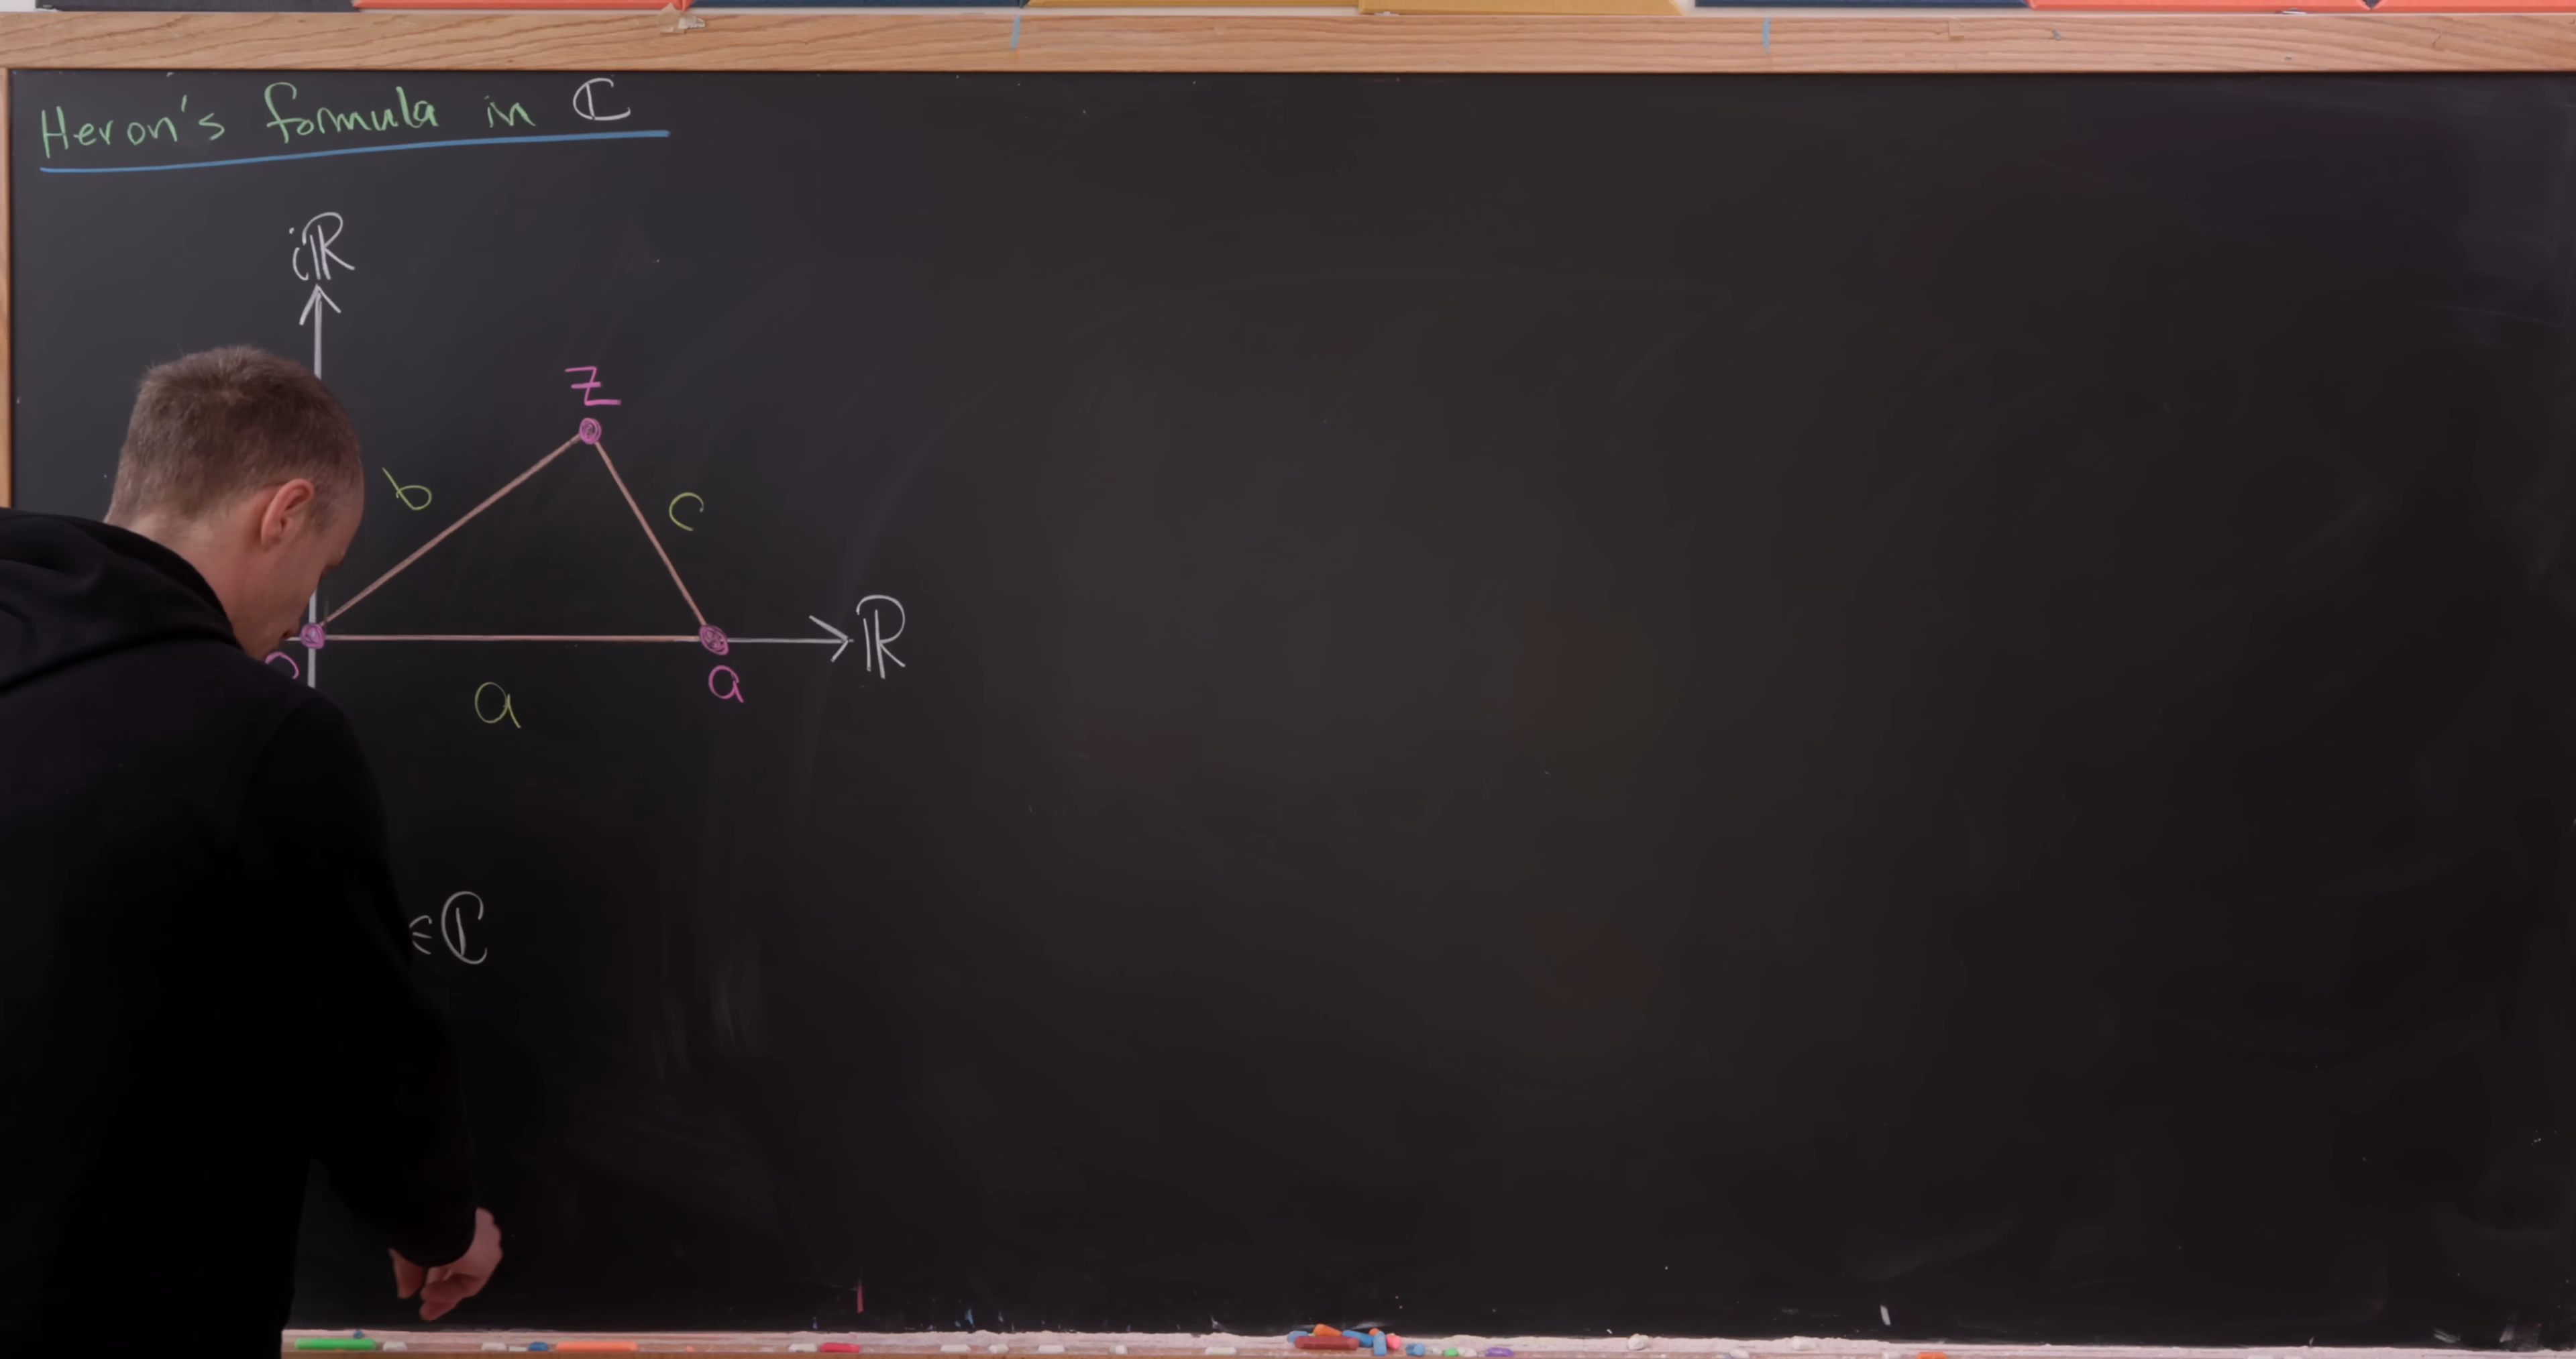 Heron's formula in ℂ
iℝ
z
b
c
ℝ
a
a
∈ℂ